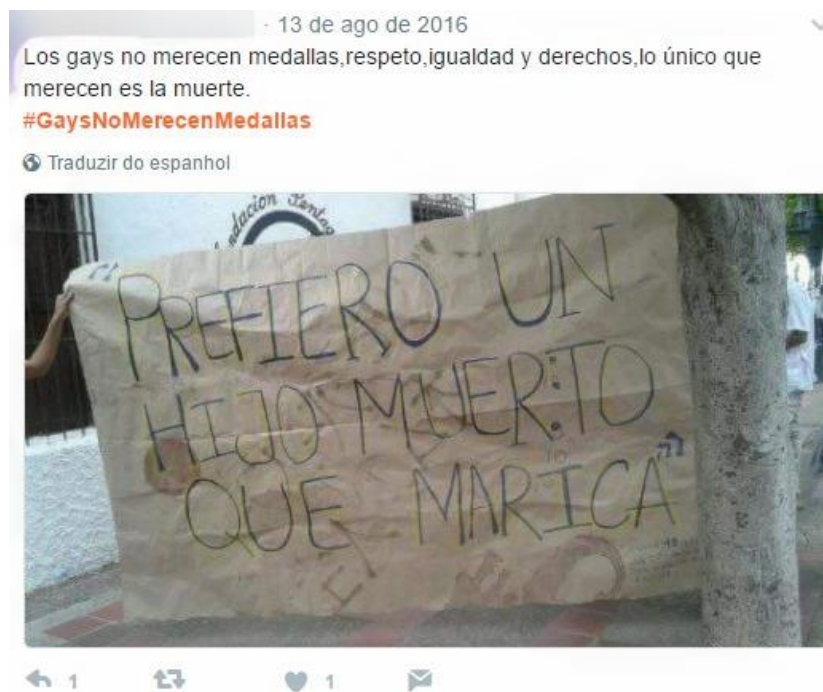 · 13 de ago de 2016
Los gays no merecen medallas,respeto,igualdad y derechos,lo único que
merecen es la muerte.
#GaysNoMerecenMedallas
Traduzir do espanhol
PREFIERO UN
HIJO MUERTO
QUE MARICA"
1
1